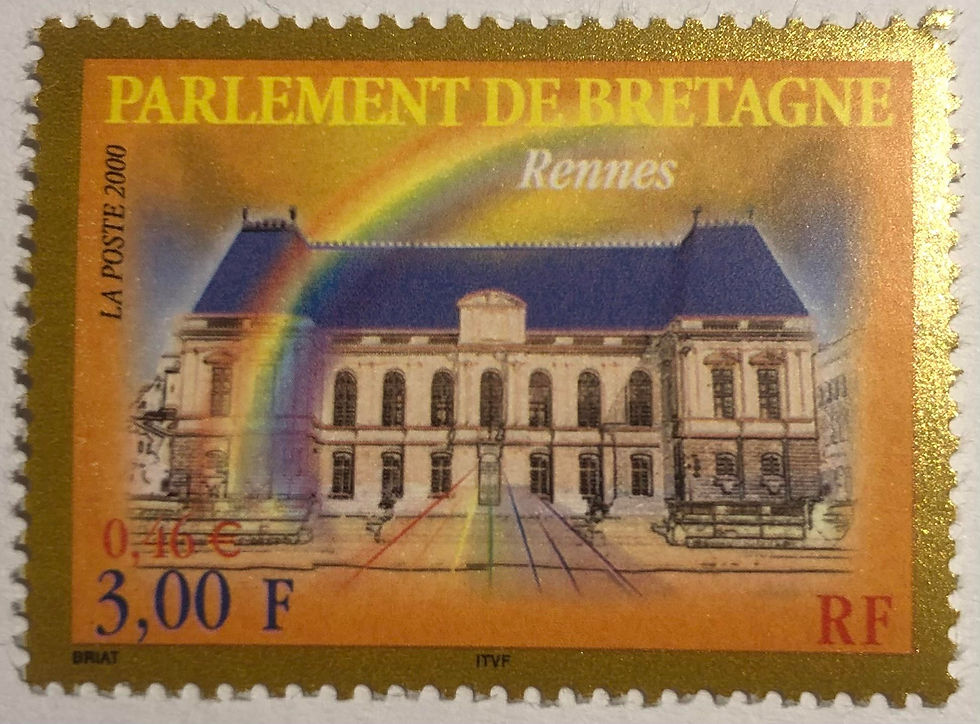 PARLEMENT DE BRETAGNE
Rennes
LA POSTE 2000
0,46 €
3,00 F
RF
BRIAT
ITVF